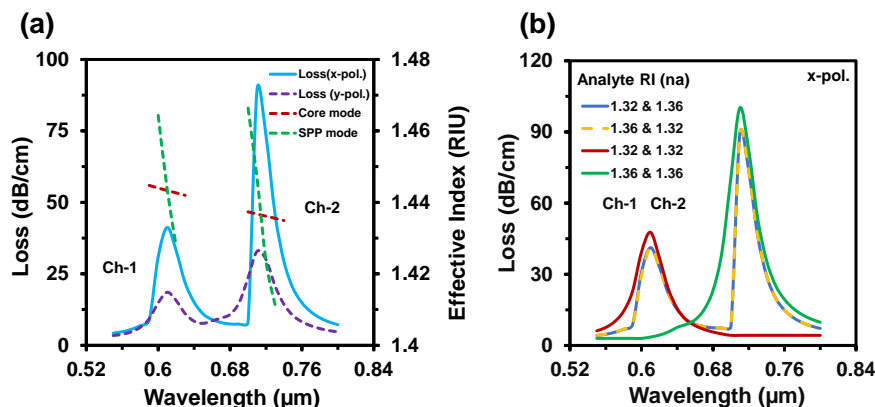 (a)
100
75
50
25
0
Loss (dB/cm)
0.52
0.6
0.68
0.76
0.84
Wavelength (μm)
1.48
1.46
1.44
1.42
1.4
Effective Index (RIU)
Loss(x-pol.)
Loss (y-pol.)
Core mode
SPP mode
Ch-1
Ch-2
(b)
120
90
60
30
0
Loss (dB/cm)
0.52
0.6
0.68
0.76
0.84
Wavelength (μm)
Analyte RI (na)
1.32 & 1.36
1.36 & 1.32
1.32 & 1.32
1.36 & 1.36
x-pol.
Ch-1 Ch-2